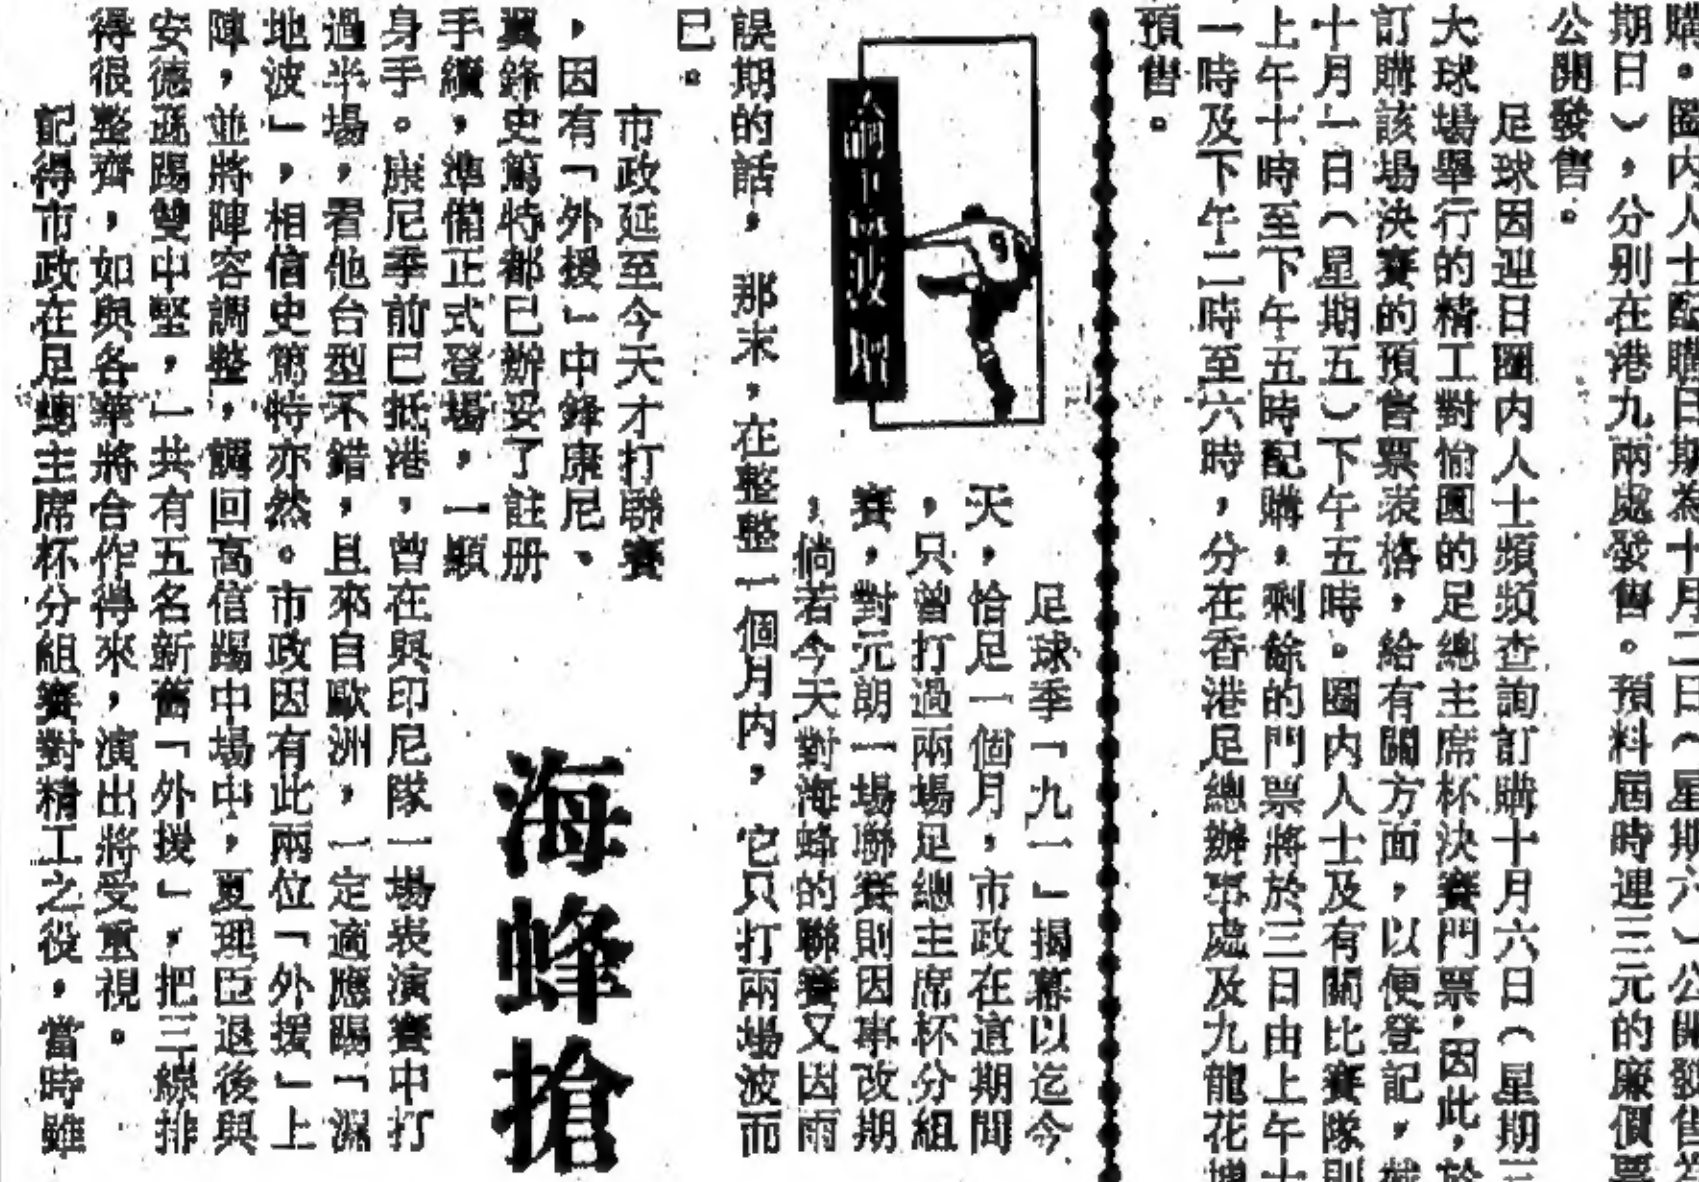 購。圈內人士配購日期為十月二日（星期六）公開發售
期日），分別在港九兩處發售。預料屆時連三元的廉價票
公開發售。
足球因連日圈內人士頻頻查詢訂購十月六日（星期三
大球場舉行的精工對愉園的足總主席杯決賽門票，因此，於
訂購該場決賽的預售票表格，給有關方面，以便登記，
十月一日（星期五）下午五時。圈內人士及有關比賽隊則
上午十時至下午五時配購，剩餘的門票將於三日由上午十
一時及下午二時至六時，分在香港足總辦事處及九龍花墟
預售。
足球季「九一」揭幕以迄今
天，恰足一個月，市政在這期間
，只曾打過兩場足總主席杯分組
賽，對元朗一場聯賽則因事改期
，倘若今天對海蜂的聯賽又因雨
誤期的話，那末，在整整一個月內，它只打兩場波而
已。
市政延至今天才打聯賽
，因有「外援」中鋒康尼、
翼鋒史篤特都已辦妥了註册
手續，準備正式登場，一顯
身手。康尼季前已抵港，曾在與印尼隊一場表演賽中打
過半場，看他台型不錯，且來自歐洲，一定適應踢「濕
地波」，相信史篤特亦然。市政因有此兩位「外援」上
陣，並將陣容調整，調回高信踢中場中，夏理臣退後與
安德遜踢雙中堅，一共有五名新舊「外援」，把三線排
得很整齊，如與各華將合作得來，演出將受重視。
記得市政在足總主席杯分組賽對精工之役，當時雖
海蜂搶